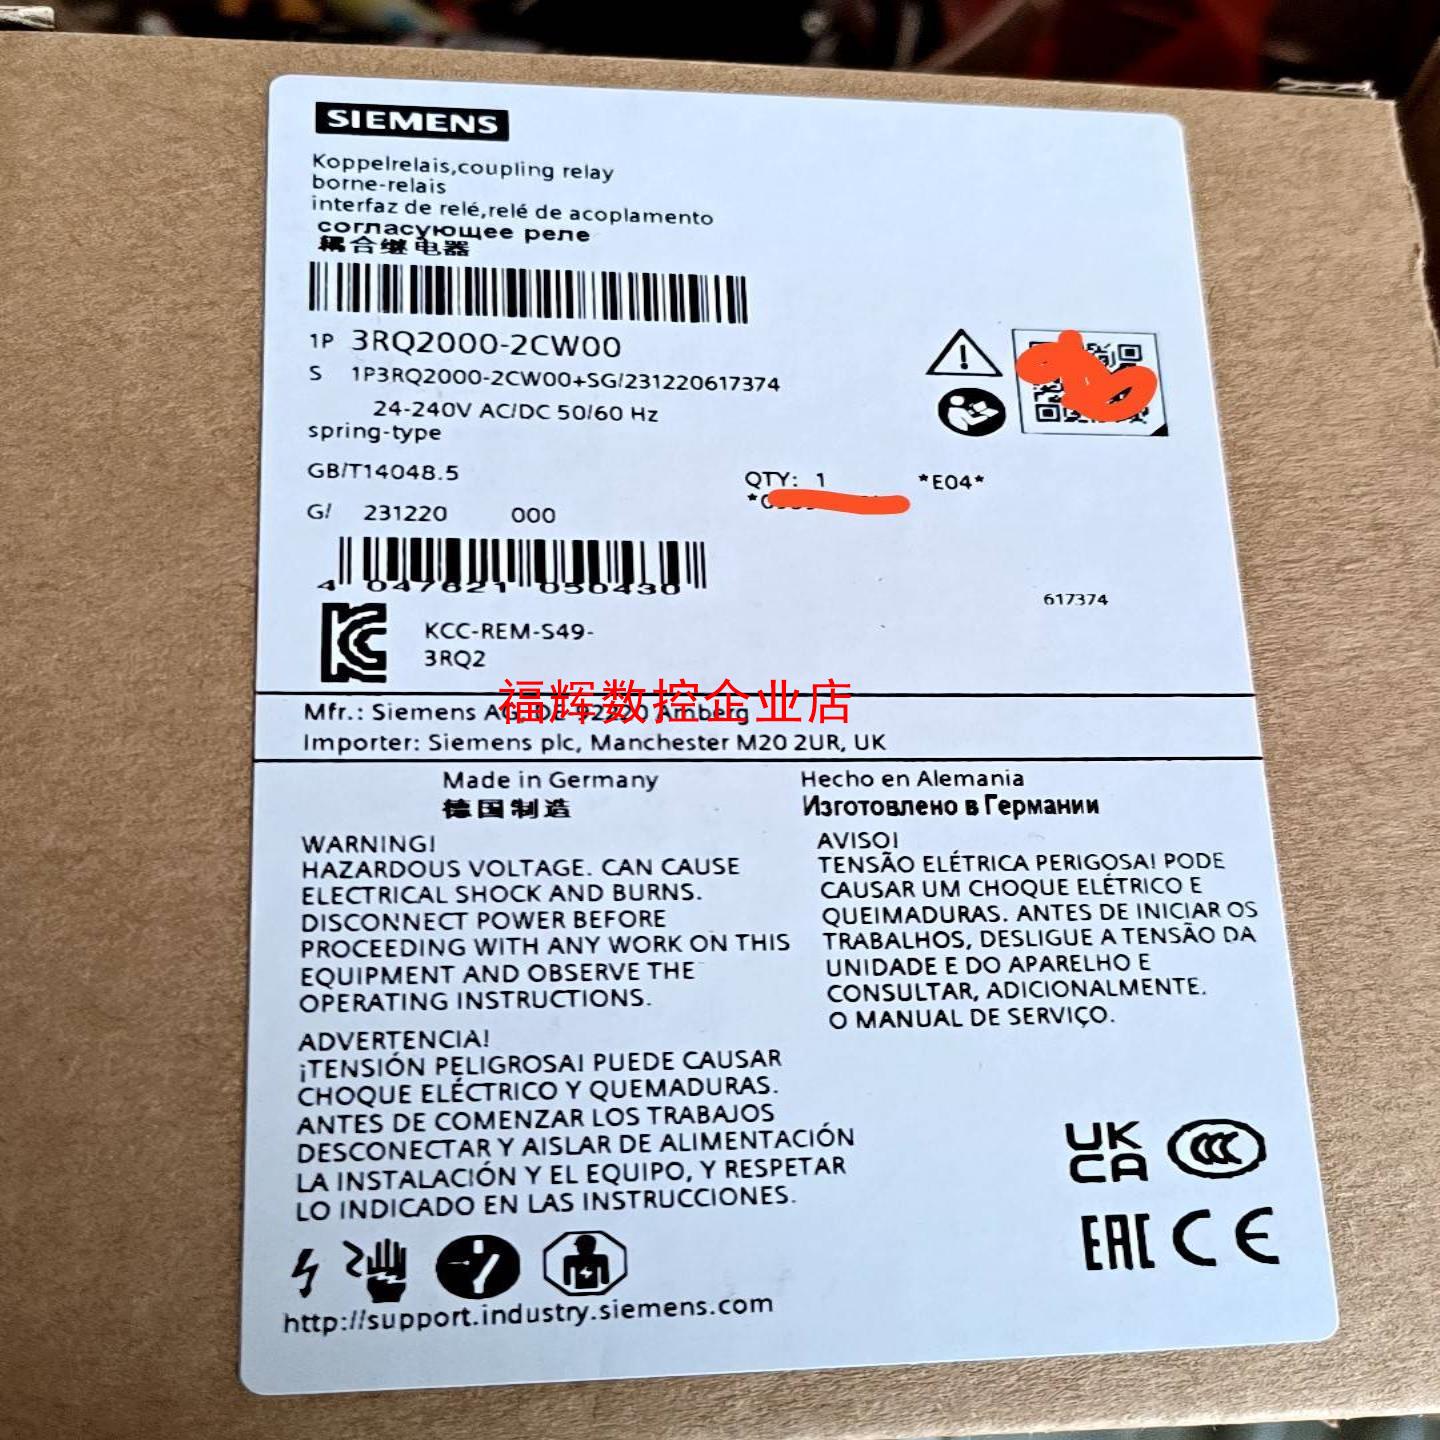 SIEMENS
Koppelrelais,coupling relay
borne-relais
interfaz de relé,relé de acoplamento
согласующее реле
耦合继电器
1P 3RQ2000-2CW00
S 1P3RQ2000-2CW00+SG/231220617374
24-240V AC/DC 50/60 Hz
spring-type
GB/T14048.5
QTY: 1 *E04*
G/ 231220 000
4 047621 050430
617374
KCC-REM-S49-
3RQ2
福辉数控企业店
Mfr.: Siemens AG, DE-92220 Amberg
Importer: Siemens plc, Manchester M20 2UR, UK
Made in Germany Hecho en Alemania
德国制造 Изготовлено в Германии
WARNING!
HAZARDOUS VOLTAGE. CAN CAUSE
ELECTRICAL SHOCK AND BURNS.
DISCONNECT POWER BEFORE
PROCEEDING WITH ANY WORK ON THIS
EQUIPMENT AND OBSERVE THE
OPERATING INSTRUCTIONS.
AVISO!
TENSÃO ELÉTRICA PERIGOSA! PODE
CAUSAR UM CHOQUE ELÉTRICO E
QUEIMADURAS. ANTES DE INICIAR OS
TRABALHOS, DESLIGUE A TENSÃO DA
UNIDADE E DO APARELHO E
CONSULTAR, ADICIONALMENTE.
O MANUAL DE SERVIÇO.
ADVERTENCIA!
¡TENSIÓN PELIGROSA! PUEDE CAUSAR
CHOQUE ELÉCTRICO Y QUEMADURAS.
ANTES DE COMENZAR LOS TRABAJOS
DESCONECTAR Y AISLAR DE ALIMENTACIÓN
LA INSTALACIÓN Y EL EQUIPO, Y RESPETAR
LO INDICADO EN LAS INSTRUCCIONES.
UK
CA
CCC
EAC CE
http://support.industry.siemens.com